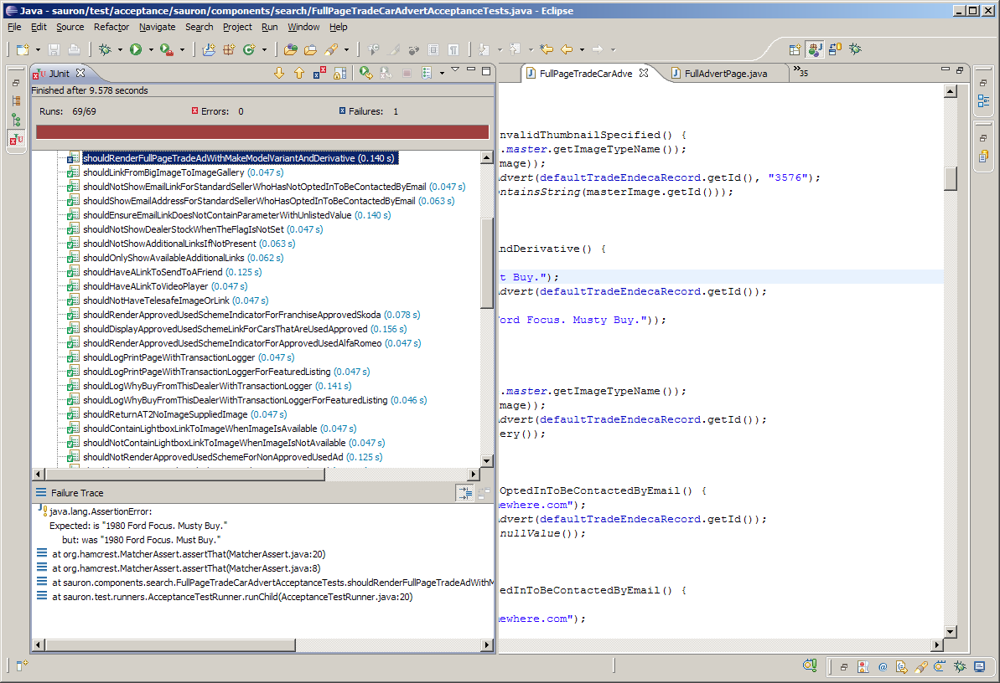 Java - sauron/test/acceptance/sauron/components/search/FullPageTradeCarAdvertAcceptanceTests.java - Eclipse
File Edit Source Refactor Navigate Search Project Run Window Help
JUnit
Finished after 9.578 seconds
Runs: 69/69 Errors: 0 Failures: 1
shouldRenderFullPageTradeAdWithMakeModelVariantAndDerivative (0.140 s)
shouldLinkFromBigImageToImageGallery (0.047 s)
shouldNotShowEmailLinkForStandardSellerWhoHasNotOptedInToBeContactedByEmail (0.047 s)
shouldShowEmailAddressForStandardSellerWhoHasOptedInToBeContactedByEmail (0.063 s)
shouldEnsureEmailLinkDoesNotContainParameterWithUnlistedValue (0.140 s)
shouldNotShowDealerStockWhenTheFlagIsNotSet (0.047 s)
shouldNotShowAdditionalLinksIfNotPresent (0.063 s)
shouldOnlyShowAvailableAdditionalLinks (0.062 s)
shouldHaveALinkToSendToAFriend (0.125 s)
shouldHaveALinkToVideoPlayer (0.047 s)
shouldNotHaveTelesafeImageOrLink (0.047 s)
shouldRenderApprovedUsedSchemeIndicatorForFranchiseApprovedSkoda (0.078 s)
shouldDisplayApprovedUsedSchemeLinkForCarsThatAreUsedApproved (0.156 s)
shouldRenderApprovedUsedSchemeIndicatorForApprovedUsedAlfaRomeo (0.047 s)
shouldLogPrintPageWithTransactionLogger (0.047 s)
shouldLogPrintPageWithTransactionLoggerForFeaturedListing (0.047 s)
shouldLogWhyBuyFromThisDealerWithTransactionLogger (0.141 s)
shouldLogWhyBuyFromThisDealerWithTransactionLoggerForFeaturedListing (0.046 s)
shouldReturnAT2NoImageSuppliedImage (0.047 s)
shouldContainLightboxLinkToImageWhenImageIsAvailable (0.047 s)
shouldNotContainLightboxLinkToImageWhenImageIsNotAvailable (0.047 s)
shouldNotRenderApprovedUsedSchemeForNonApprovedUsedAd (0.125 s)
Failure Trace
java.lang.AssertionError:
Expected: is "1980 Ford Focus. Musty Buy."
but: was "1980 Ford Focus. Must Buy."
at org.hamcrest.MatcherAssert.assertThat(MatcherAssert.java:20)
at org.hamcrest.MatcherAssert.assertThat(MatcherAssert.java:8)
at sauron.components.search.FullPageTradeCarAdvertAcceptanceTests.shouldRenderFullPageTradeAdWithM
at sauron.test.runners.AcceptanceTestRunner.runChild(AcceptanceTestRunner.java:20)
FullPageTradeCarAdve FullAdvertPage.java 35
nvalidThumbnailSpecified() {
.master.getImageTypeName());
mage));
dvert(defaultTradeEndecaRecord.getId(), "3576");
ntainsString(masterImage.getId()));
ndDerivative() {
t Buy.");
dvert(defaultTradeEndecaRecord.getId());
ord Focus. Musty Buy."));
.master.getImageTypeName());
mage));
dvert(defaultTradeEndecaRecord.getId());
ery());
OptedInToBeContactedByEmail() {
ewhere.com");
dvert(defaultTradeEndecaRecord.getId());
nullValue());
edInToBeContactedByEmail() {
ewhere.com");